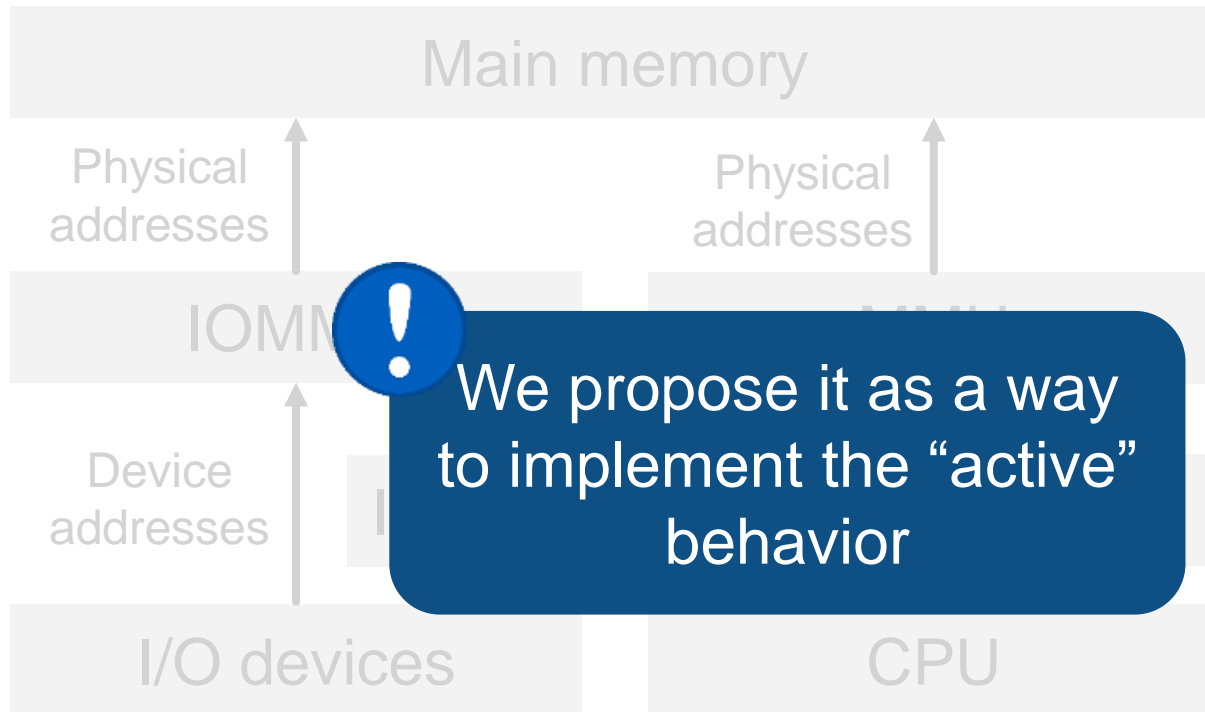 Main memory
Physical
addresses
Physical
addresses
We propose it as a way
to implement the “active”
behavior
Device
addresses
I/O devices
CPU